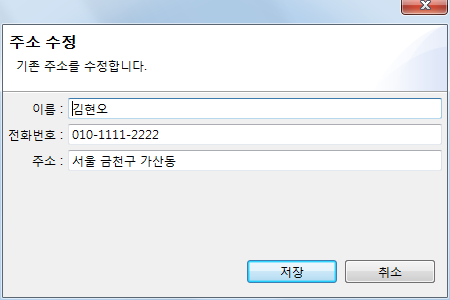 주소 수정
기존 주소를 수정합니다.
이름 : 김현오
전화번호 : 010-1111-2222
주소 : 서울 금천구 가산동
저장 취소